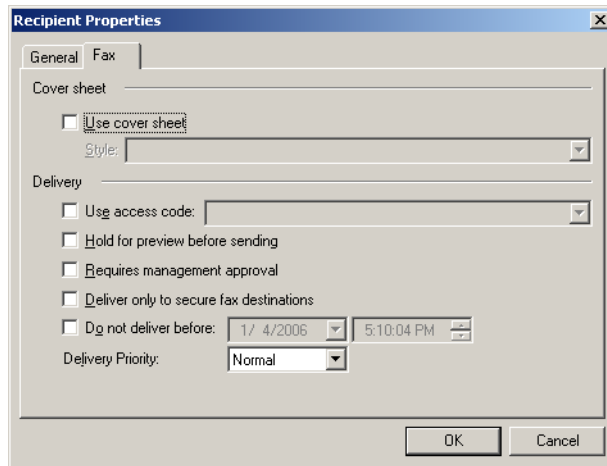 Recipient Properties
General Fax
Cover sheet
Use cover sheet
Style:
Delivery
Use access code:
Hold for preview before sending
Requires management approval
Deliver only to secure fax destinations
Do not deliver before: 1/ 4/2006 5:10:04 PM
Delivery Priority: Normal
OK Cancel